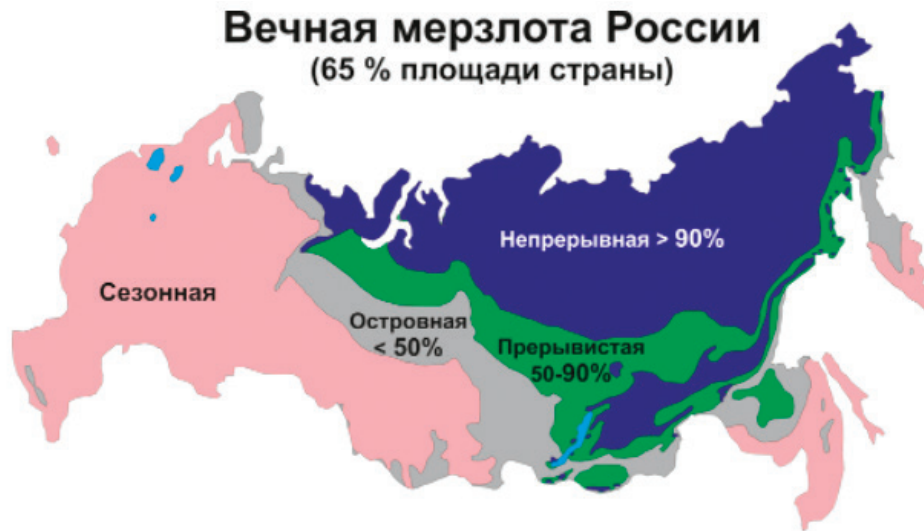 Вечная мерзлота России
(65 % площади страны)
Непрерывная > 90%
Сезонная
Островная
< 50%
Прерывистая
50-90%